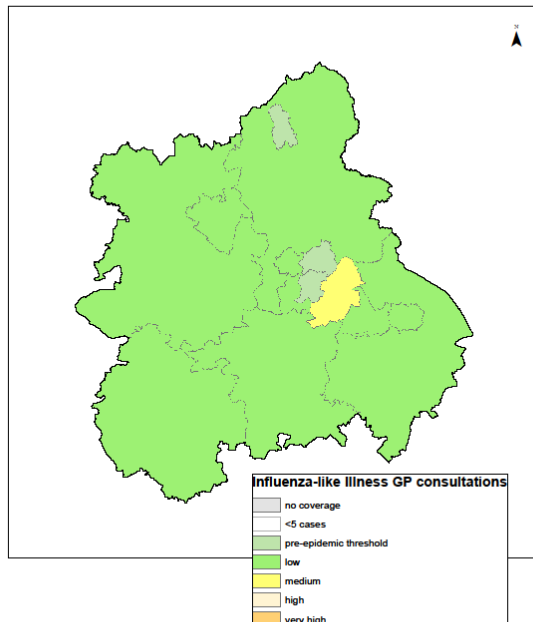 N
Influenza-like Illness GP consultations
no coverage
<5 cases
pre-epidemic threshold
low
medium
high
very high